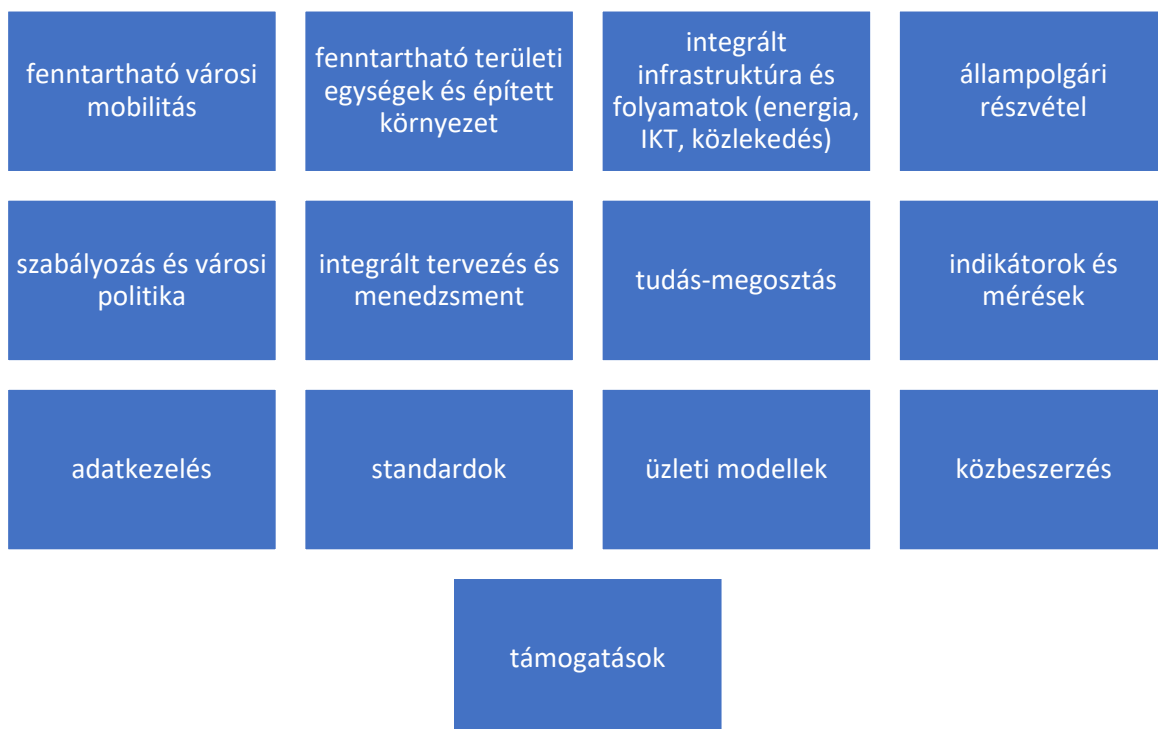 fenntartható városi
mobilitás
fenntartható területi
egységek és épített
környezet
integrált
infrastruktúra és
folyamatok (energia,
IKT, közlekedés)
állampolgári
részvétel
szabályozás és városi
politika
integrált tervezés és
menedzsment
tudás-megosztás
indikátorok és
mérések
adatkezelés
standardok
üzleti modellek
közbeszerzés
támogatások